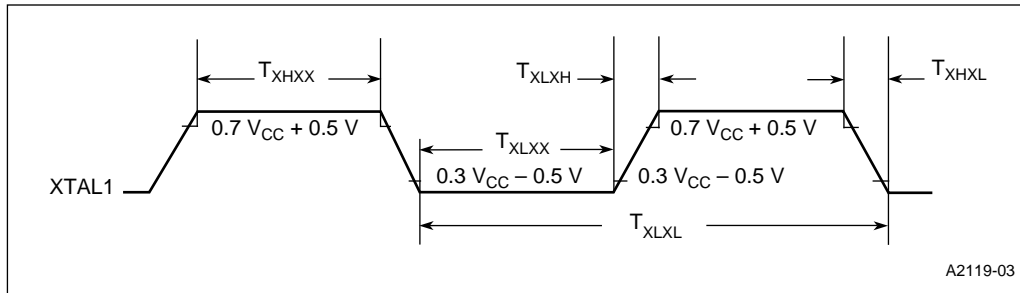 T_XHXX
T_XLXH
T_XHXL
0.7 V_CC + 0.5 V
0.7 V_CC + 0.5 V
T_XLXX
XTAL1
0.3 V_CC – 0.5 V
0.3 V_CC – 0.5 V
T_XLXL
A2119-03